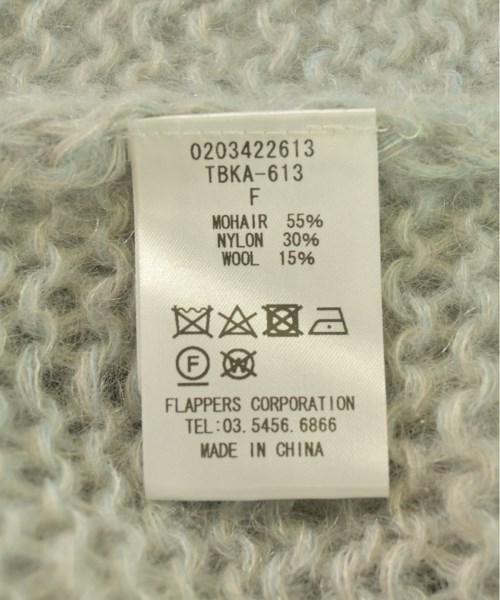 0203422613
TBKA-613
F
MOHAIR 55%
NYLON 30%
WOOL 15%
F W
FLAPPERS CORPORATION
TEL:03.5456.6866
MADE IN CHINA